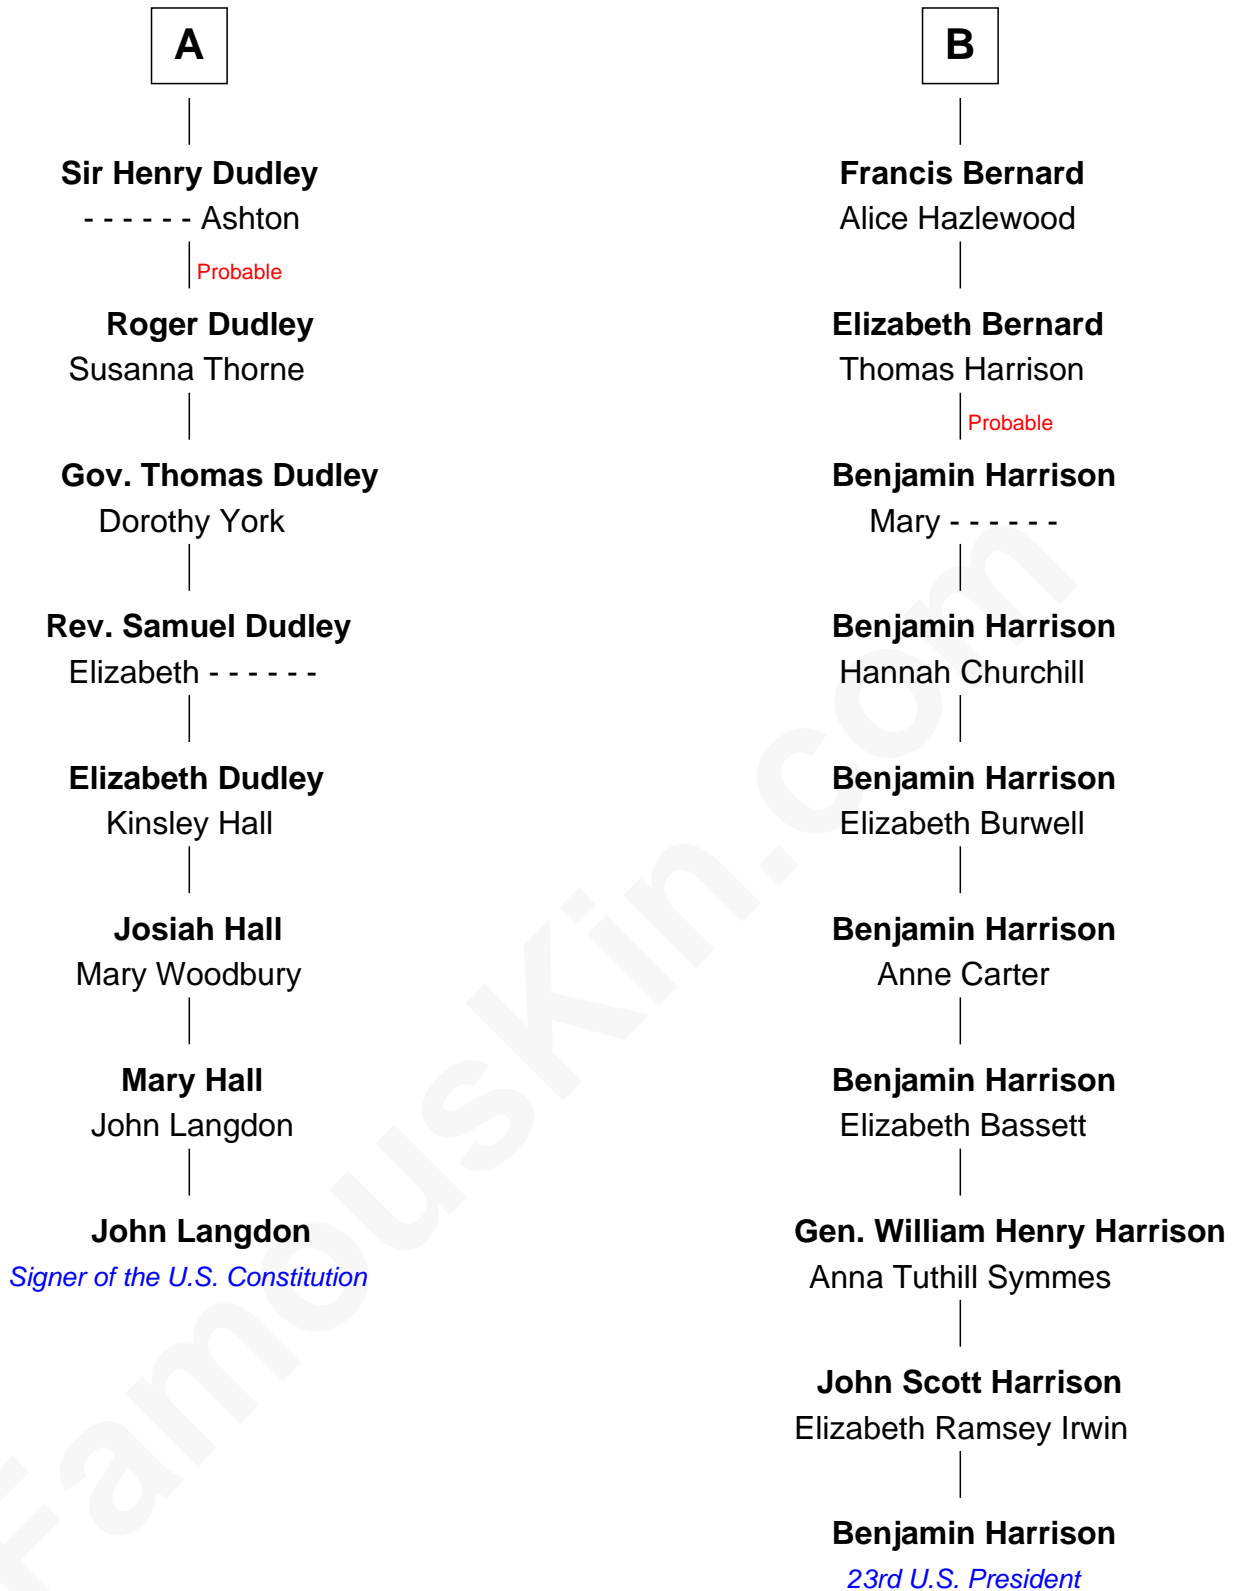 A
Sir Henry Dudley
- - - - - - Ashton
Probable
Roger Dudley
Susanna Thorne
Gov. Thomas Dudley
Dorothy York
Rev. Samuel Dudley
Elizabeth - - - - - -
Elizabeth Dudley
Kinsley Hall
Josiah Hall
Mary Woodbury
Mary Hall
John Langdon
John Langdon
Signer of the U.S. Constitution
B
Francis Bernard
Alice Hazlewood
Elizabeth Bernard
Thomas Harrison
Probable
Benjamin Harrison
Mary - - - - - -
Benjamin Harrison
Hannah Churchill
Benjamin Harrison
Elizabeth Burwell
Benjamin Harrison
Anne Carter
Benjamin Harrison
Elizabeth Bassett
Gen. William Henry Harrison
Anna Tuthill Symmes
John Scott Harrison
Elizabeth Ramsey Irwin
Benjamin Harrison
23rd U.S. President
FamousKin.com